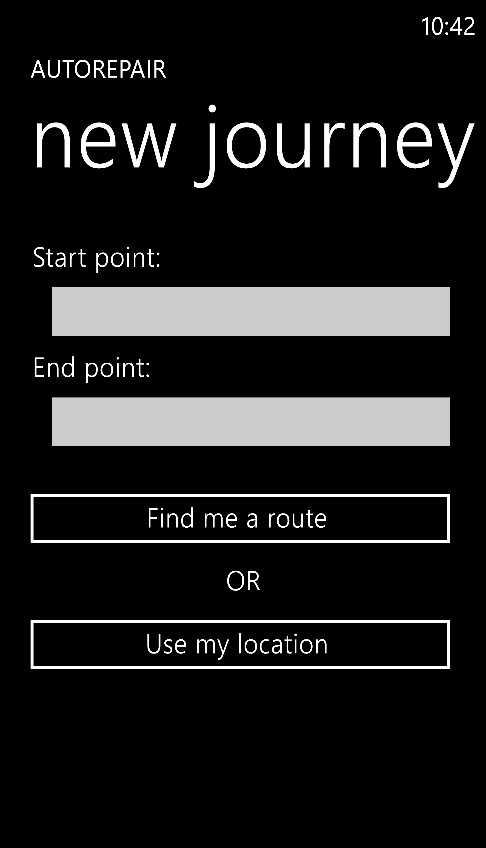 10:42
AUTOREPAIR
new journey
Start point:
End point:
Find me a route
OR
Use my location